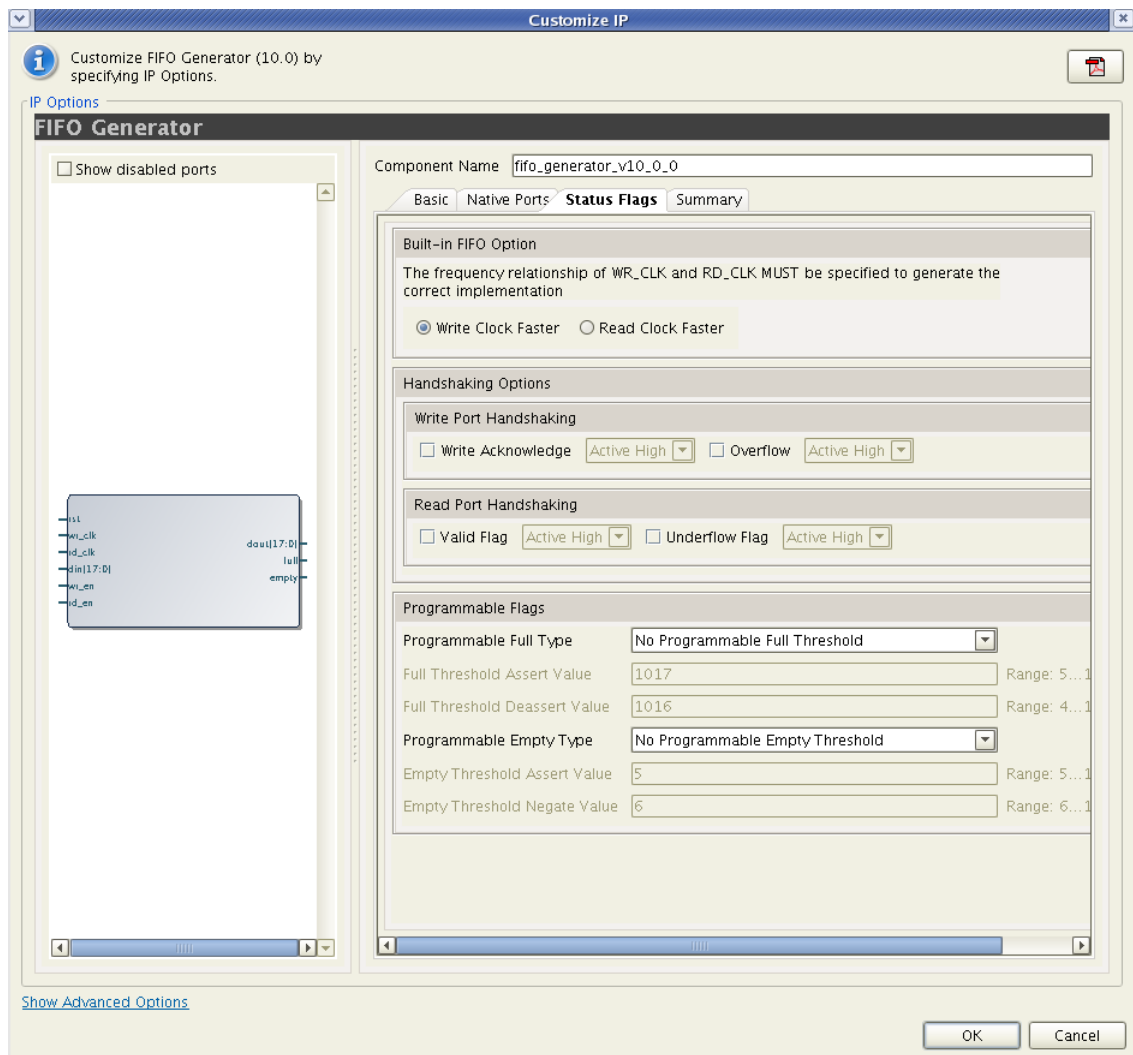 Customize IP
Customize FIFO Generator (10.0) by
specifying IP Options.
IP Options
FIFO Generator
Show disabled ports
rst
wr_clk
rd_clk
din[17:0]
wr_en
rd_en
dout[17:0]
full
empty
Component Name fifo_generator_v10_0_0
Basic Native Ports Status Flags Summary
Built-in FIFO Option
The frequency relationship of WR_CLK and RD_CLK MUST be specified to generate the
correct implementation
Write Clock Faster Read Clock Faster
Handshaking Options
Write Port Handshaking
Write Acknowledge Active High Overflow Active High
Read Port Handshaking
Valid Flag Active High Underflow Flag Active High
Programmable Flags
Programmable Full Type No Programmable Full Threshold
Full Threshold Assert Value 1017 Range: 5...1
Full Threshold Deassert Value 1016 Range: 4...1
Programmable Empty Type No Programmable Empty Threshold
Empty Threshold Assert Value 5 Range: 5...1
Empty Threshold Negate Value 6 Range: 6...1
Show Advanced Options
OK Cancel